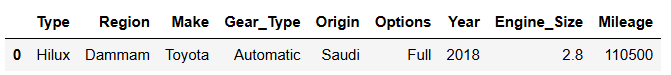 Type Region Make Gear_Type Origin Options Year Engine_Size Mileage
0 Hilux Dammam Toyota Automatic Saudi Full 2018 2.8 110500